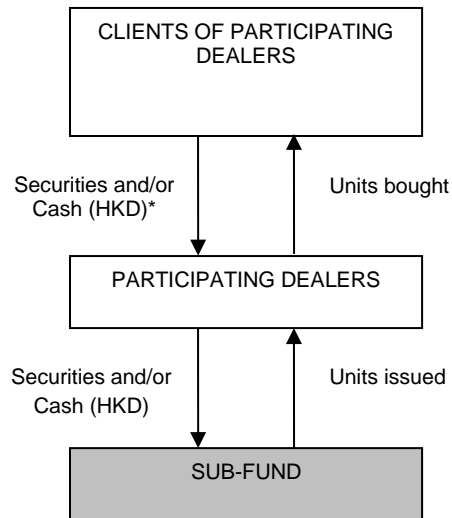 CLIENTS OF PARTICIPATING
DEALERS
Securities and/or
Cash (HKD)*
Units bought
PARTICIPATING DEALERS
Securities and/or
Cash (HKD)
Units issued
SUB-FUND